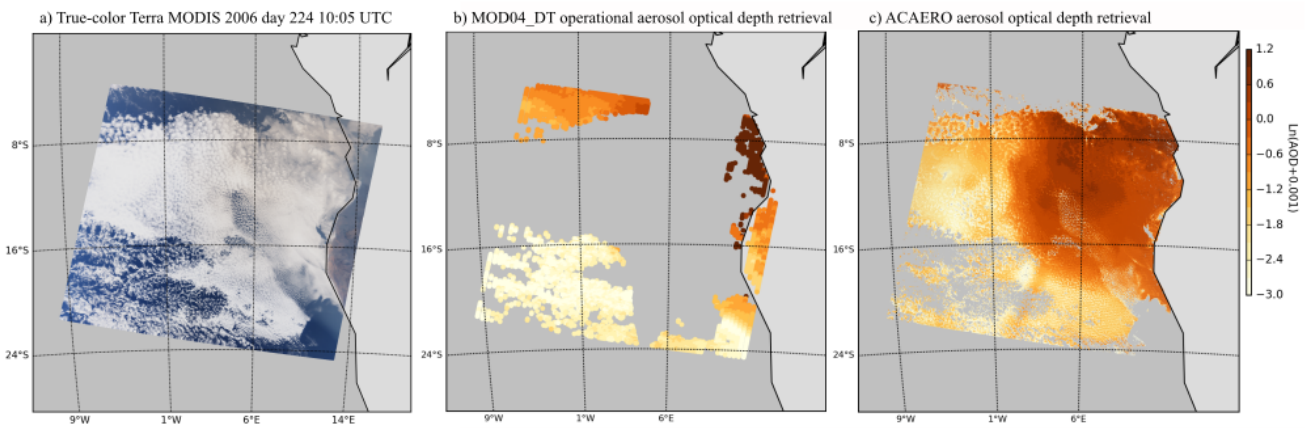 a) True-color Terra MODIS 2006 day 224 10:05 UTC
b) MOD04_DT operational aerosol optical depth retrieval
c) ACAERO aerosol optical depth retrieval
8°S
16°S
24°S
9°W 1°W 6°E 14°E
8°S
16°S
24°S
9°W 1°W 6°E
8°S
16°S
24°S
9°W 1°W 6°E
1.2
0.6
0.0
−0.6
−1.2
−1.8
−2.4
−3.0
Ln(AOD+0.001)